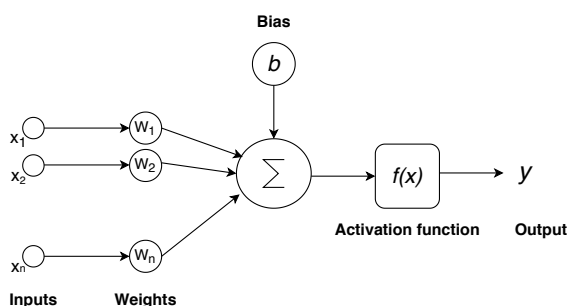 Bias
b
x1 w1
x2 w2
∑ f(x) y
Activation function Output
xn wn
Inputs Weights